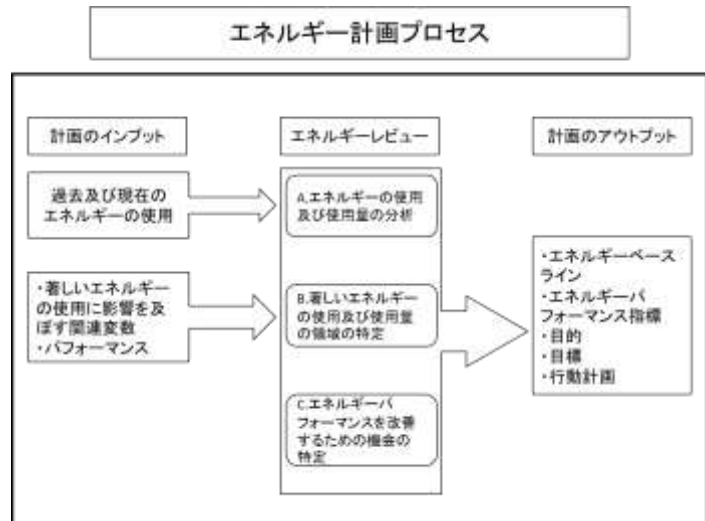 エネルギー計画プロセス
計画のインプット
エネルギーレビュー
計画のアウトプット
過去及び現在の
エネルギーの使用
A.エネルギーの使用
及び使用量の分析
・著しいエネルギー
の使用に影響を及
ぼす関連変数
・パフォーマンス
B.著しいエネルギー
の使用及び使用量
の領域の特定
C.エネルギーパ
フォーマンスを改善
するための機会の
特定
・エネルギーベース
ライン
・エネルギーパ
フォーマンス指標
・目的
・目標
・行動計画